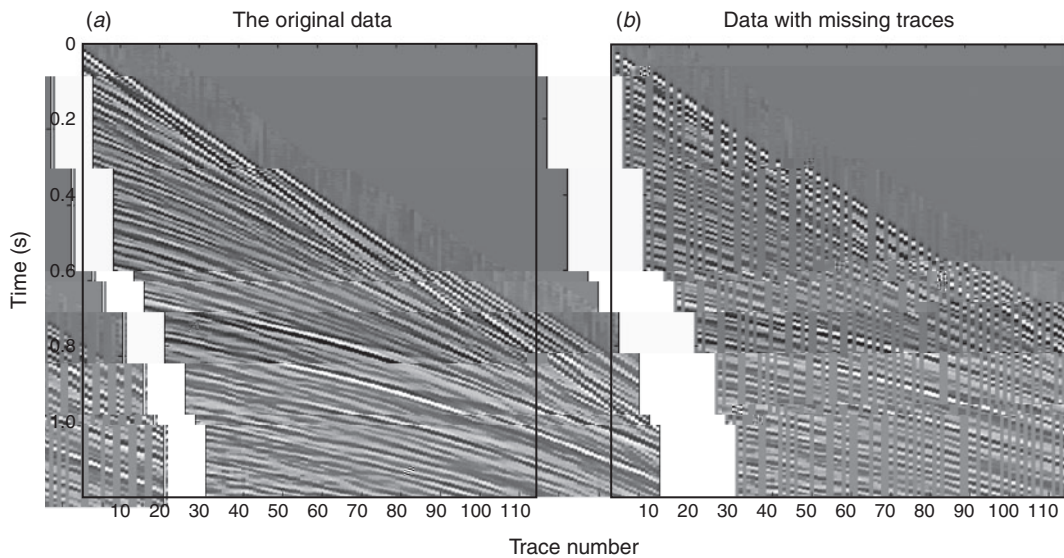 (a) The original data
(b) Data with missing traces
0
0.2
0.4
0.6
0.8
1.0
Time (s)
10 20 30 40 50 60 70 80 90 100 110
10 20 30 40 50 60 70 80 90 100 110
Trace number